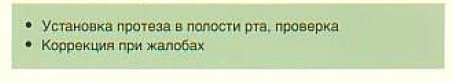 • Установка протеза в полости рта, проверка
• Коррекция при жалобах